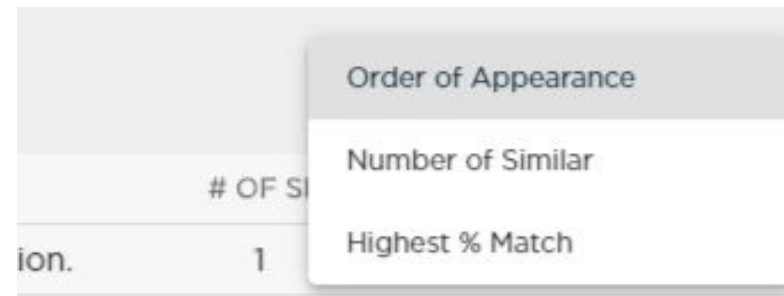 Order of Appearance
Number of Similar
# OF SI
Highest % Match
ion. 1